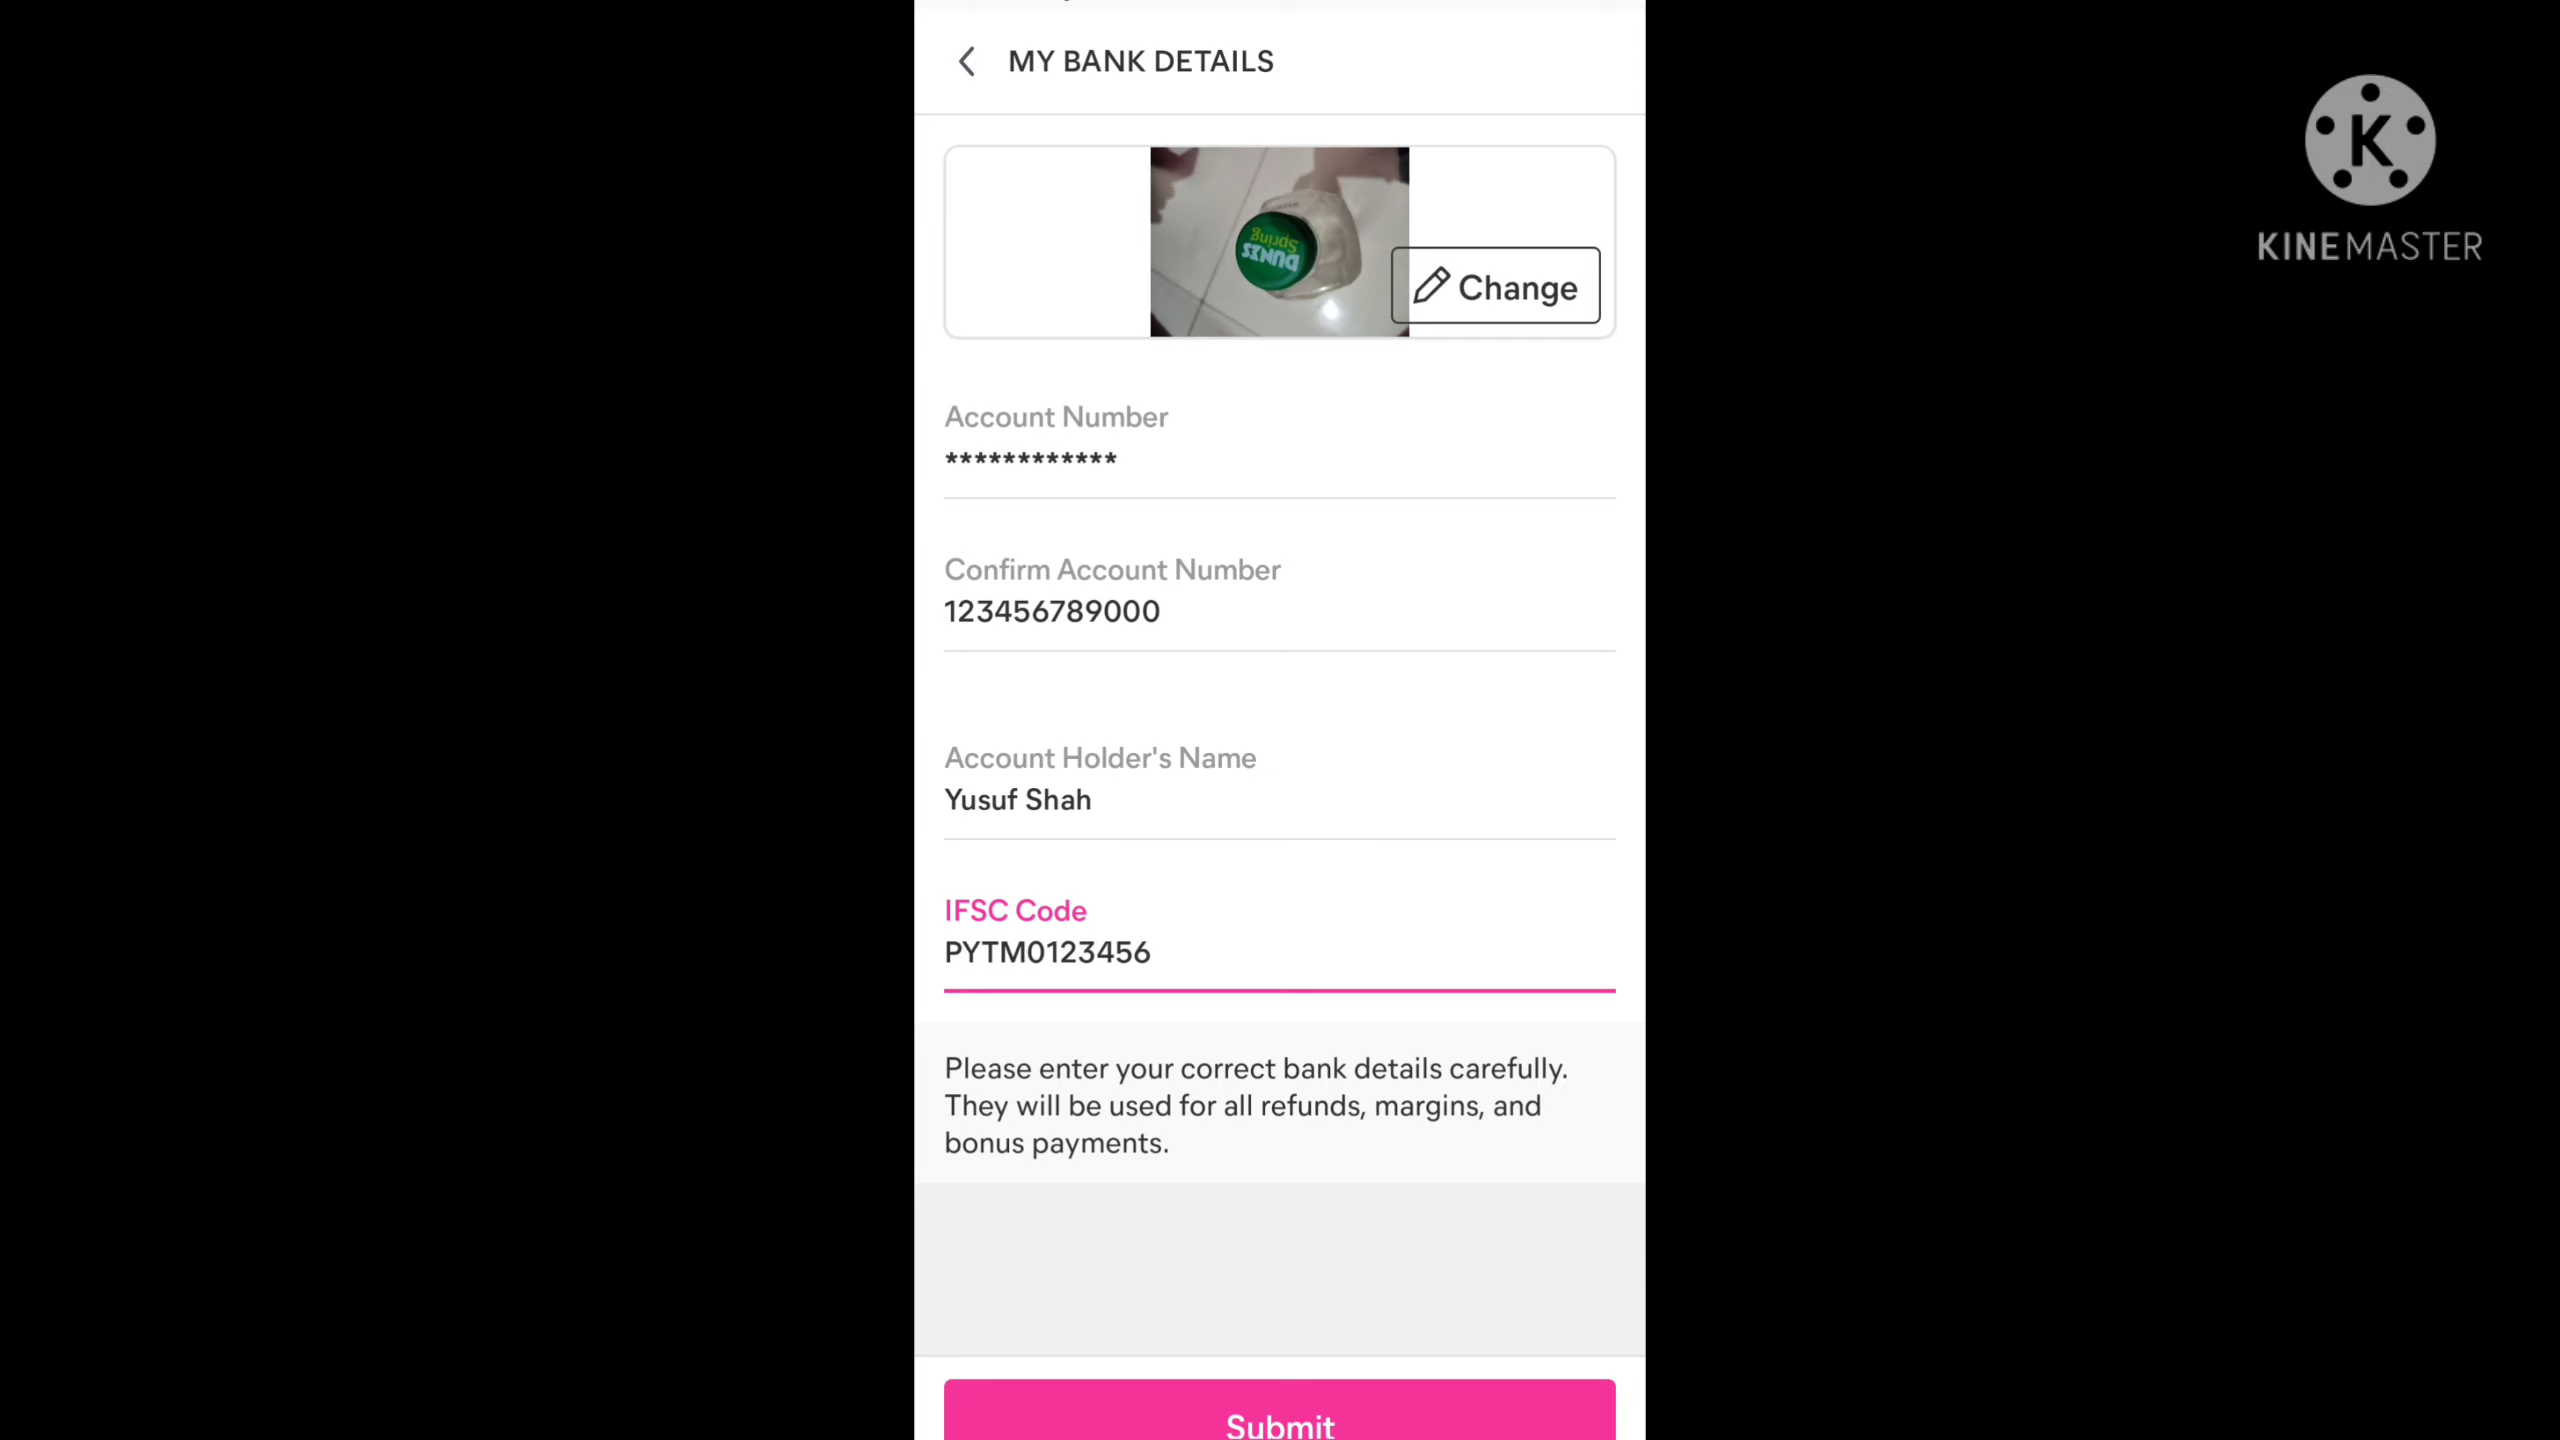 MY BANK DETAILS
K
KINEMASTER
DUNES
Spring
Change
Account Number
************
Confirm Account Number
123456789000
Account Holder's Name
Yusuf Shah
IFSC Code
PYTM0123456
Please enter your correct bank details carefully.
They will be used for all refunds, margins, and
bonus payments.
Submit